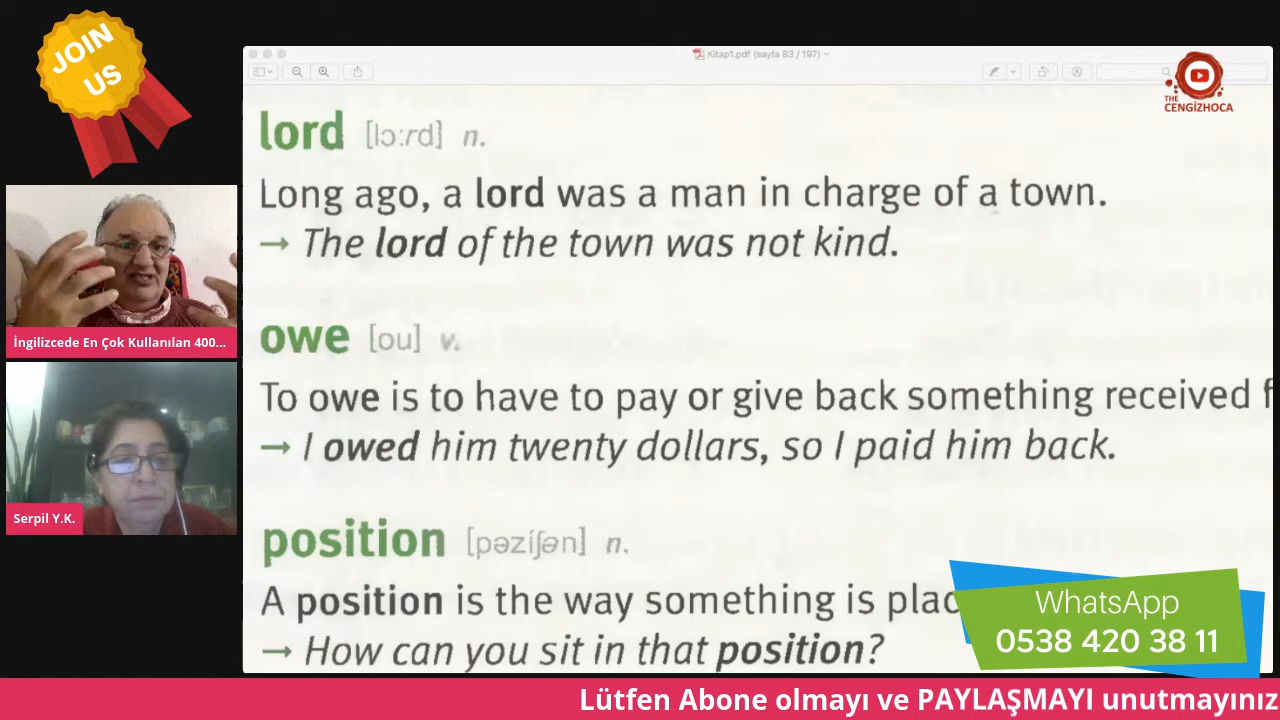 JOIN
US
Kitap1.pdf (sayfa 83 / 197)
THE
CENGİZHOCA
lord [lɔːrd] n.
Long ago, a lord was a man in charge of a town.
→ The lord of the town was not kind.
owe [ou] v.
To owe is to have to pay or give back something received f
→ I owed him twenty dollars, so I paid him back.
position [pəzíʃən] n.
A position is the way something is plac
→ How can you sit in that position?
İngilizcede En Çok Kullanılan 400...
Serpil Y.K.
WhatsApp
0538 420 38 11
Lütfen Abone olmayı ve PAYLAŞMAYI unutmayınız